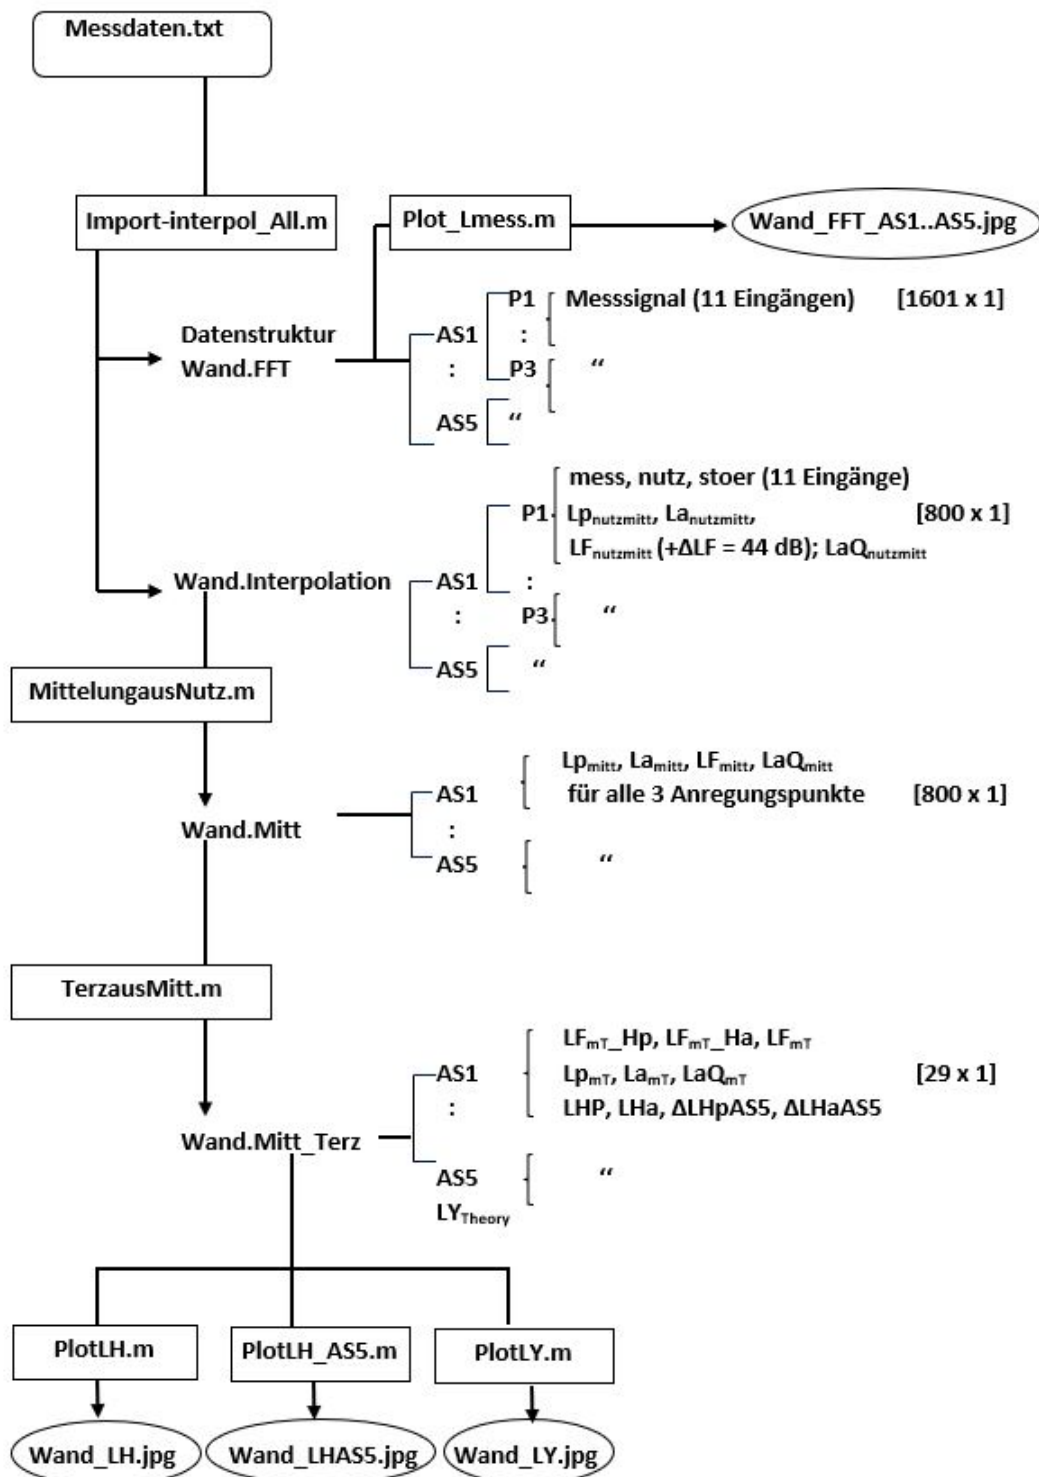 Messdaten.txt
Import-interpol_All.m
Plot_Lmess.m
Wand_FFT_AS1..AS5.jpg
Datenstruktur
Wand.FFT
AS1
:
AS5
P1
:
P3
Messsignal (11 Eingängen) [1601 x 1]
“
“
Wand.Interpolation
AS1
:
AS5
P1
:
P3
mess, nutz, stoer (11 Eingänge)
Lpnutzmitt, Lanutzmitt, [800 x 1]
LFnutzmitt (+ΔLF = 44 dB); LaQnutzmitt
“
“
MittelungausNutz.m
Wand.Mitt
AS1
:
AS5
Lpmitt, Lamitt, LFmitt, LaQmitt
für alle 3 Anregungspunkte [800 x 1]
“
TerzausMitt.m
Wand.Mitt_Terz
AS1
:
AS5
LYTheory
LFmT_Hp, LFmT_Ha, LFmT
LpmT, LamT, LaQmT [29 x 1]
LHP, LHa, ΔLHpAS5, ΔLHaAS5
“
PlotLH.m
PlotLH_AS5.m
PlotLY.m
Wand_LH.jpg
Wand_LHAS5.jpg
Wand_LY.jpg